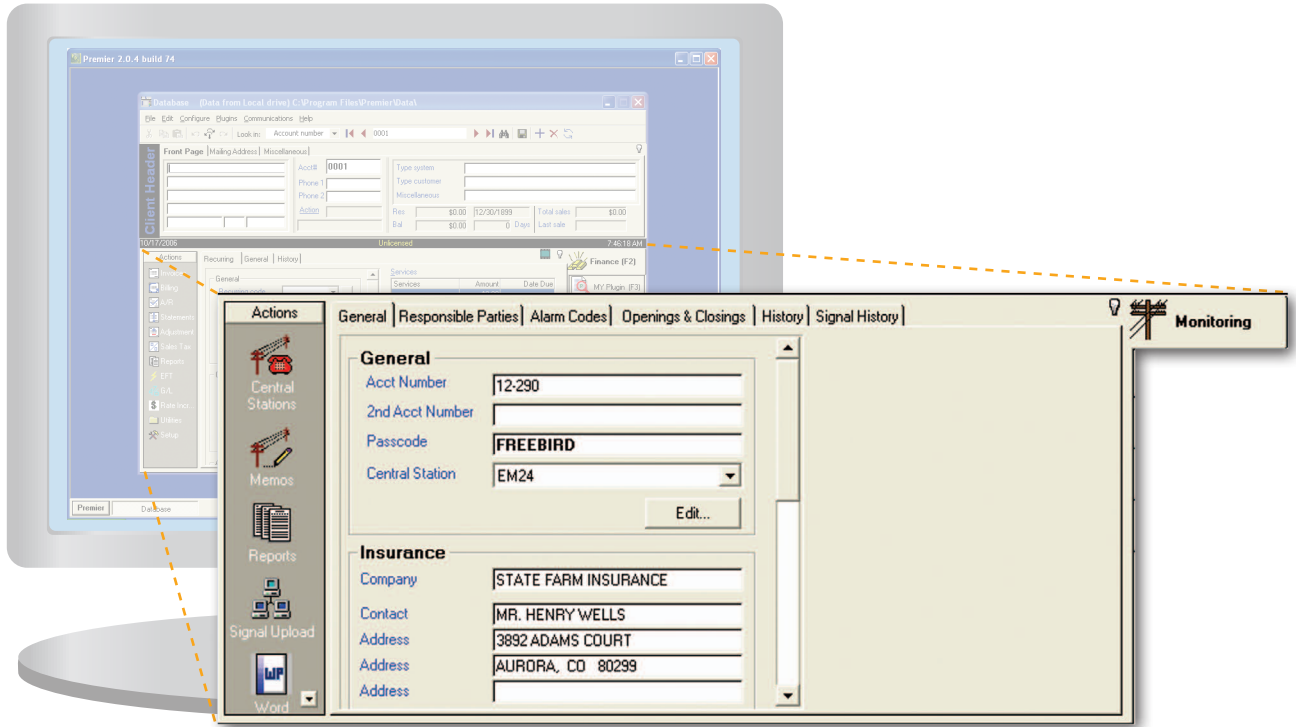 Premier 2.0.4 build 74
Database (Data from Local drive) C:\Program Files\Premier\Data\
File Edit Configure Plugins Communications Help
Look in: Account number 0001
Client Header
Front Page Mailing Address Miscellaneous
Acct# 0001
Phone 1
Phone 2
Action
Type system
Type customer
Miscellaneous
Res $0.00 12/30/1899 Total sales $0.00
Bal $0.00 0 Days Last sale
10/17/2006 Unlicensed 7:46:18 AM
Actions
Invoice
Billing
A/R
Statements
Adjustment
Sales Tax
Reports
EFT
G/L
Utilities
Setup
Recurring General History
General
Services
Services Amount Date Due
Finance (F2)
MY Plugin (F3)
Premier Database
Actions
Central
Stations
Memos
Reports
Signal Upload
WP
Word
General Responsible Parties Alarm Codes Openings & Closings History Signal History
Monitoring
General
Acct Number 12-290
2nd Acct Number
Passcode FREEBIRD
Central Station EM24
Edit...
Insurance
Company STATE FARM INSURANCE
Contact MR. HENRY WELLS
Address 3892 ADAMS COURT
Address AURORA, CO 80299
Address